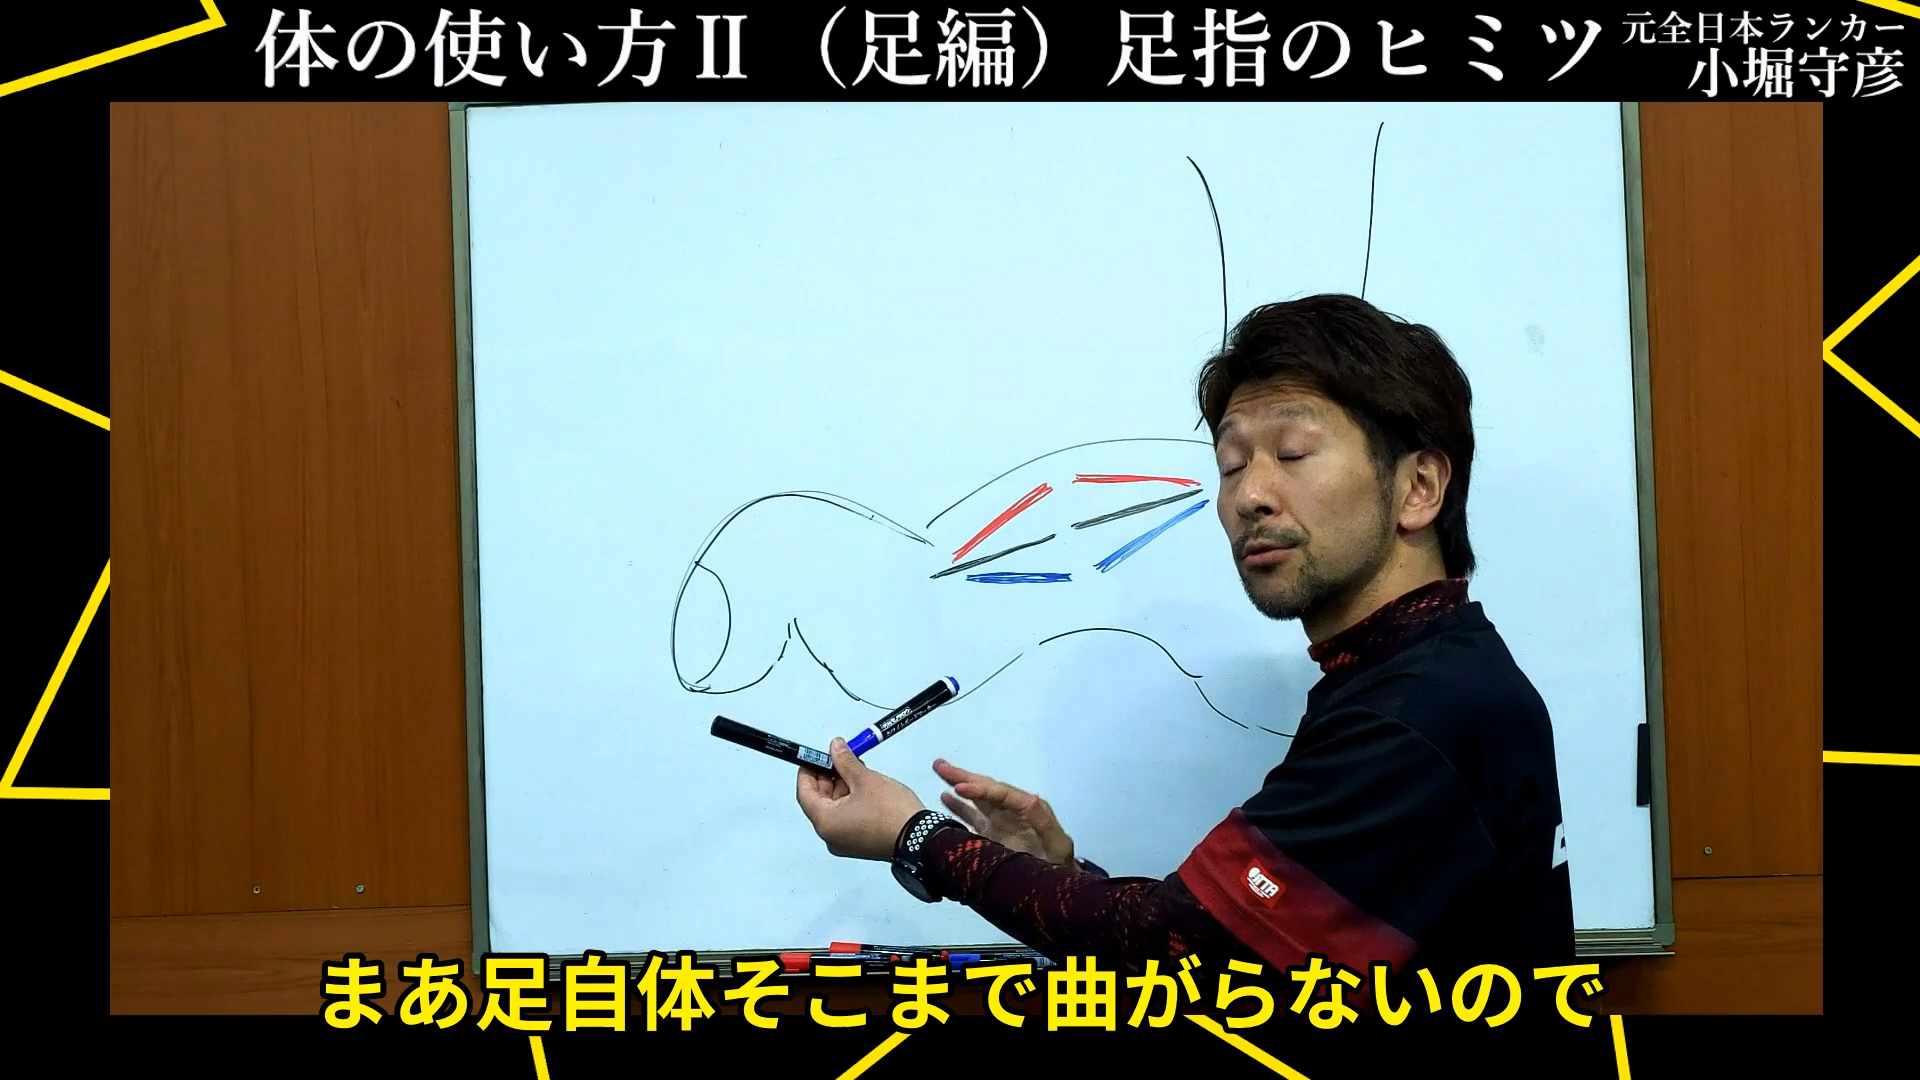 体の使い方Ⅱ（足編）足指のヒミツ
元全日本ランカー
小堀守彦
まあ足自体そこまで曲がらないので